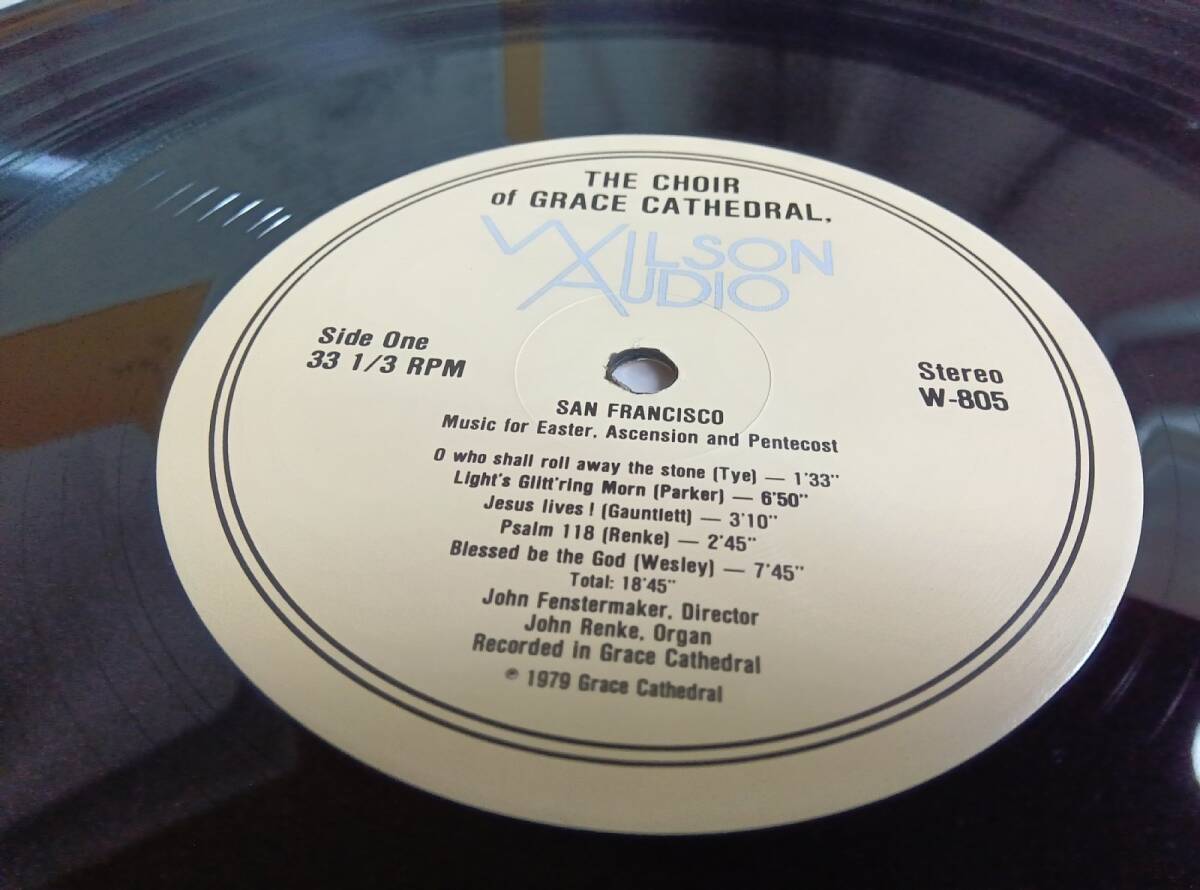 THE CHOIR
of GRACE CATHEDRAL,
WILSON
AUDIO
Side One
33 1/3 RPM
Stereo
W-805
SAN FRANCISCO
Music for Easter, Ascension and Pentecost
O who shall roll away the stone (Tye) — 1'33"
Light's Glitt'ring Morn (Parker) — 6'50"
Jesus lives! (Gauntlett) — 3'10"
Psalm 118 (Renke) — 2'45"
Blessed be the God (Wesley) — 7'45"
Total: 18'45"
John Fenstermaker, Director
John Renke, Organ
Recorded in Grace Cathedral
℗ 1979 Grace Cathedral